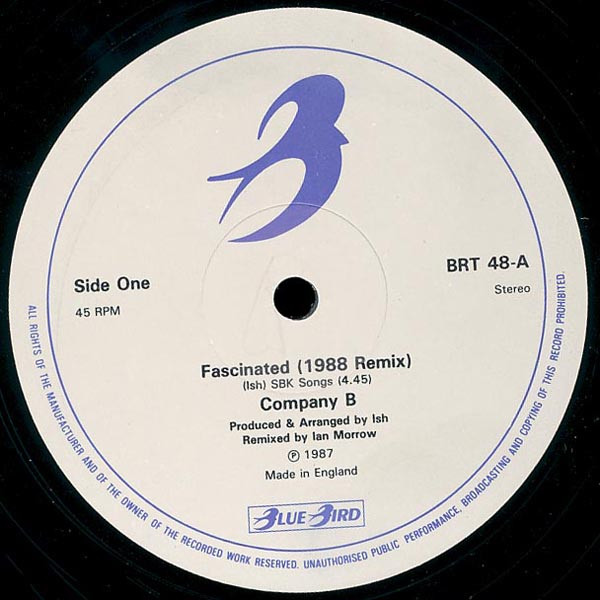 Side One
45 RPM
BRT 48-A
Stereo
Fascinated (1988 Remix)
(Ish) SBK Songs (4.45)
Company B
Produced & Arranged by Ish
Remixed by Ian Morrow
℗ 1987
Made in England
BLUE BIRD
ALL RIGHTS OF THE MANUFACTURER AND OF THE OWNER OF THE RECORDED WORK RESERVED. UNAUTHORISED PUBLIC PERFORMANCE, BROADCASTING AND COPYING OF THIS RECORD PROHIBITED.